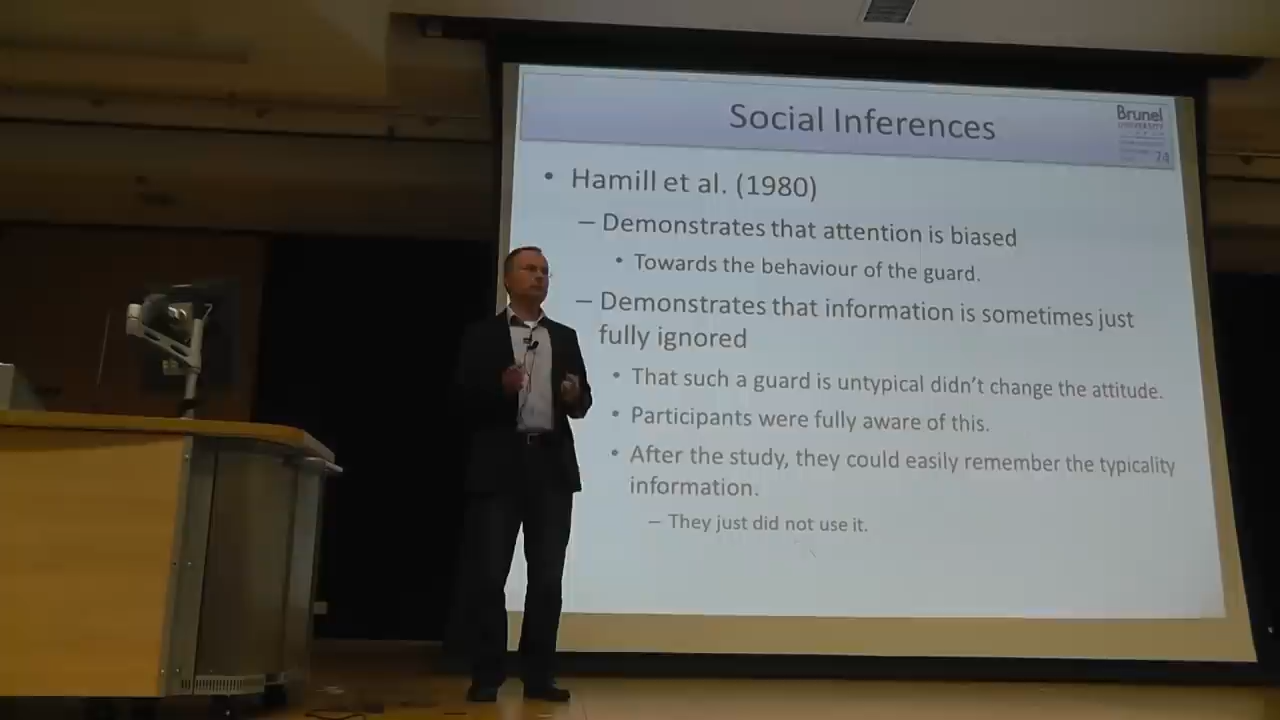 Social Inferences
Brunel
UNIVERSITY
24
• Hamill et al. (1980)
– Demonstrates that attention is biased
• Towards the behaviour of the guard.
– Demonstrates that information is sometimes just
fully ignored
• That such a guard is untypical didn't change the attitude.
• Participants were fully aware of this.
• After the study, they could easily remember the typicality
information.
– They just did not use it.